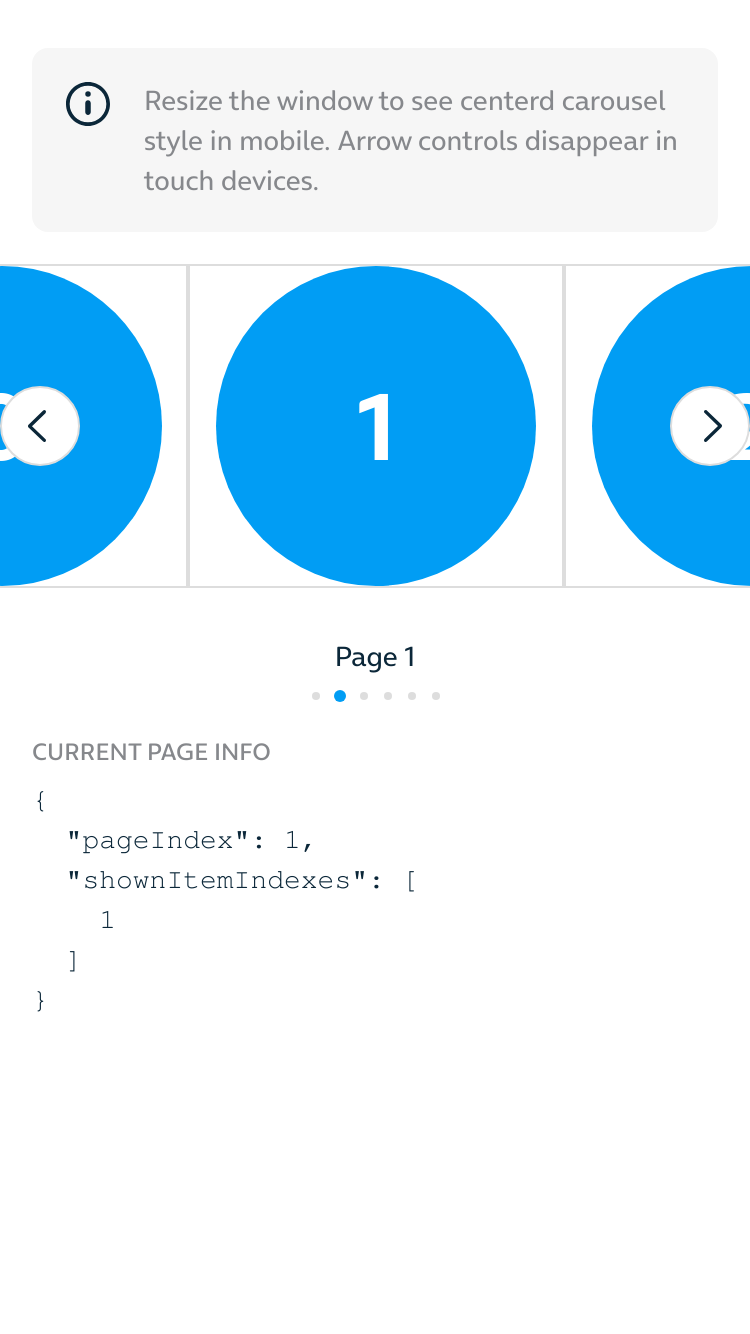 Resize the window to see centerd carousel
style in mobile. Arrow controls disappear in
touch devices.
1
Page 1
CURRENT PAGE INFO
{
"pageIndex": 1,
"shownItemIndexes": [
1
]
}